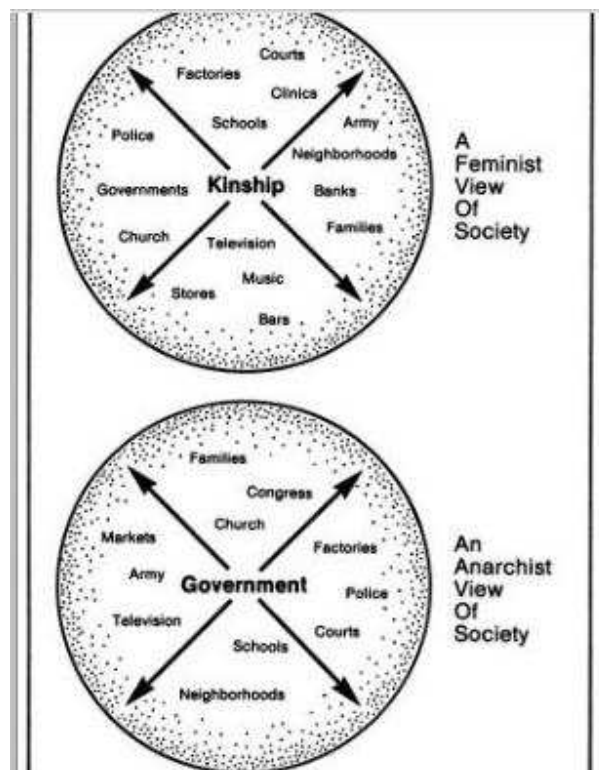 Courts
Factories
Clinics
Schools
Army
Police
Neighborhoods
Governments
Kinship
Banks
Church
Families
Television
Music
Stores
Bars
A
Feminist
View
Of
Society
Families
Congress
Church
Markets
Factories
Army
Government
Police
Television
Courts
Schools
Neighborhoods
An
Anarchist
View
Of
Society